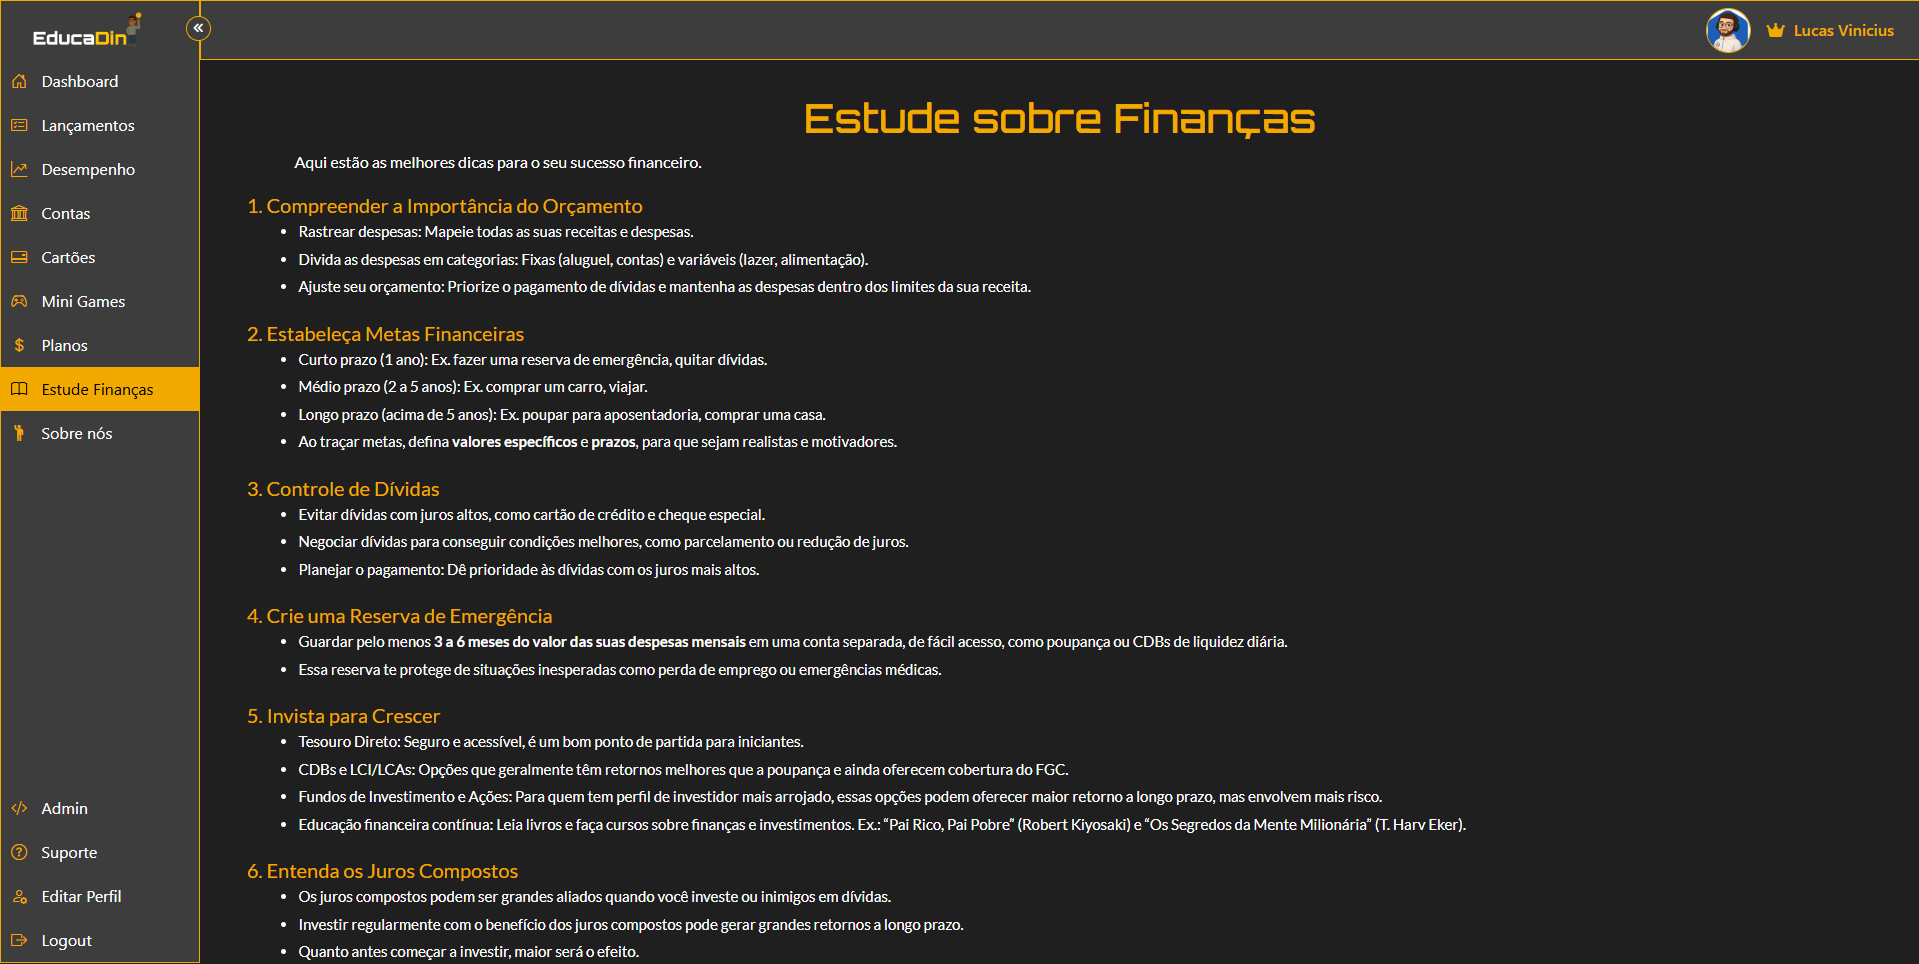 EducaDin
Lucas Vinicius
Dashboard
Lançamentos
Desempenho
Contas
Cartões
Mini Games
$ Planos
Estude Finanças
Sobre nós
Admin
Suporte
Editar Perfil
Logout
Estude sobre Finanças
Aqui estão as melhores dicas para o seu sucesso financeiro.
1. Compreender a Importância do Orçamento
• Rastrear despesas: Mapeie todas as suas receitas e despesas.
• Divida as despesas em categorias: Fixas (aluguel, contas) e variáveis (lazer, alimentação).
• Ajuste seu orçamento: Priorize o pagamento de dívidas e mantenha as despesas dentro dos limites da sua receita.
2. Estabeleça Metas Financeiras
• Curto prazo (1 ano): Ex. fazer uma reserva de emergência, quitar dívidas.
• Médio prazo (2 a 5 anos): Ex. comprar um carro, viajar.
• Longo prazo (acima de 5 anos): Ex. poupar para aposentadoria, comprar uma casa.
• Ao traçar metas, defina valores específicos e prazos, para que sejam realistas e motivadores.
3. Controle de Dívidas
• Evitar dívidas com juros altos, como cartão de crédito e cheque especial.
• Negociar dívidas para conseguir condições melhores, como parcelamento ou redução de juros.
• Planejar o pagamento: Dê prioridade às dívidas com os juros mais altos.
4. Crie uma Reserva de Emergência
• Guardar pelo menos 3 a 6 meses do valor das suas despesas mensais em uma conta separada, de fácil acesso, como poupança ou CDBs de liquidez diária.
• Essa reserva te protege de situações inesperadas como perda de emprego ou emergências médicas.
5. Invista para Crescer
• Tesouro Direto: Seguro e acessível, é um bom ponto de partida para iniciantes.
• CDBs e LCI/LCAs: Opções que geralmente têm retornos melhores que a poupança e ainda oferecem cobertura do FGC.
• Fundos de Investimento e Ações: Para quem tem perfil de investidor mais arrojado, essas opções podem oferecer maior retorno a longo prazo, mas envolvem mais risco.
• Educação financeira contínua: Leia livros e faça cursos sobre finanças e investimentos. Ex.: “Pai Rico, Pai Pobre” (Robert Kiyosaki) e “Os Segredos da Mente Milionária” (T. Harv Eker).
6. Entenda os Juros Compostos
• Os juros compostos podem ser grandes aliados quando você investe ou inimigos em dívidas.
• Investir regularmente com o benefício dos juros compostos pode gerar grandes retornos a longo prazo.
• Quanto antes começar a investir, maior será o efeito.